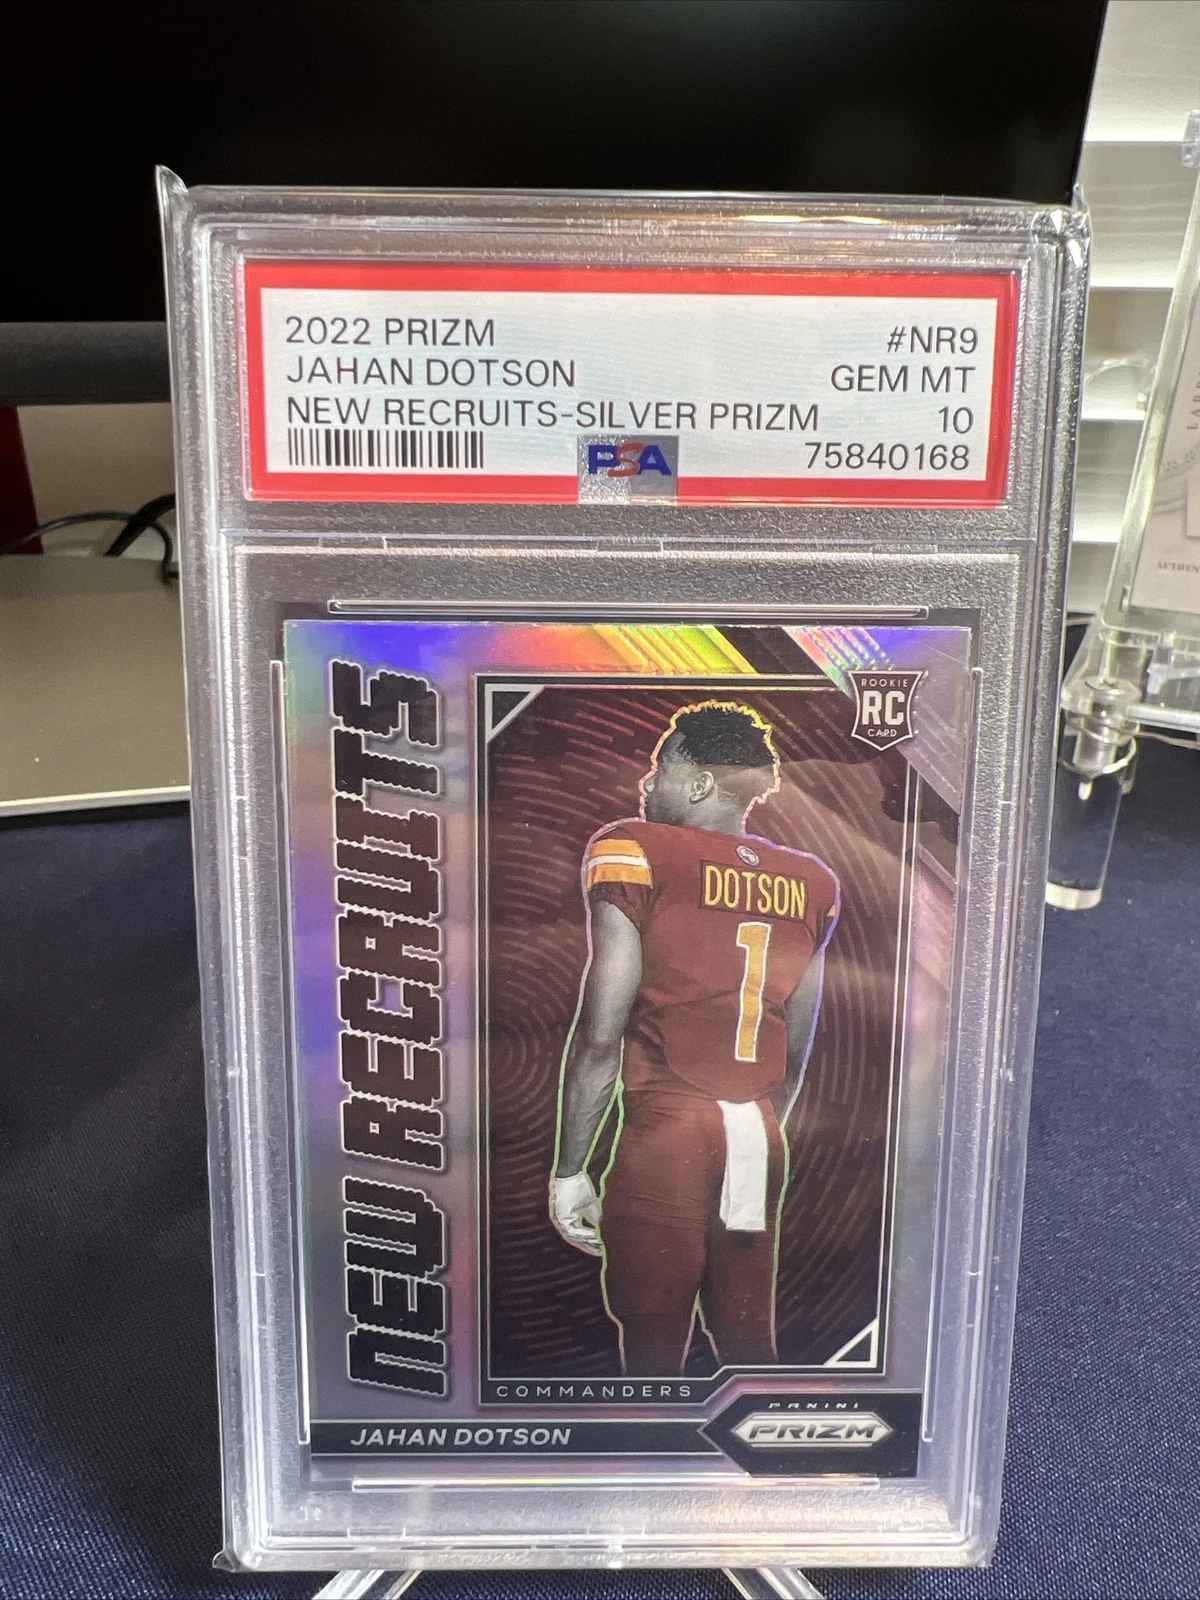 2022 PRIZM #NR9
JAHAN DOTSON GEM MT
NEW RECRUITS-SILVER PRIZM 10
PSA 75840168
NEW RECRUITS
ROOKIE
RC
CARD
DOTSON
1
COMMANDERS
JAHAN DOTSON
PANINI
PRIZM